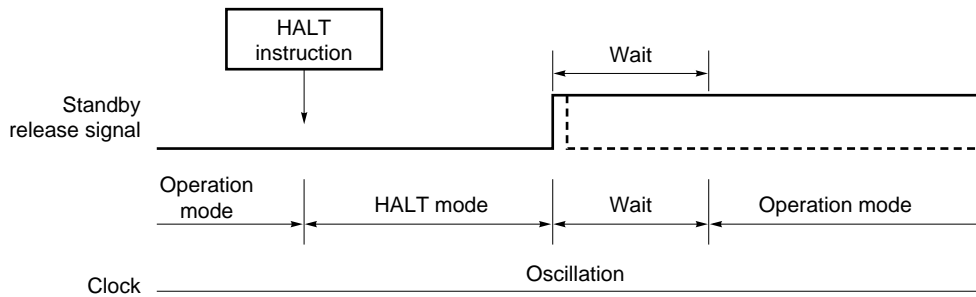 HALT
instruction
Wait
Standby
release signal
Operation
mode
HALT mode
Wait
Operation mode
Oscillation
Clock